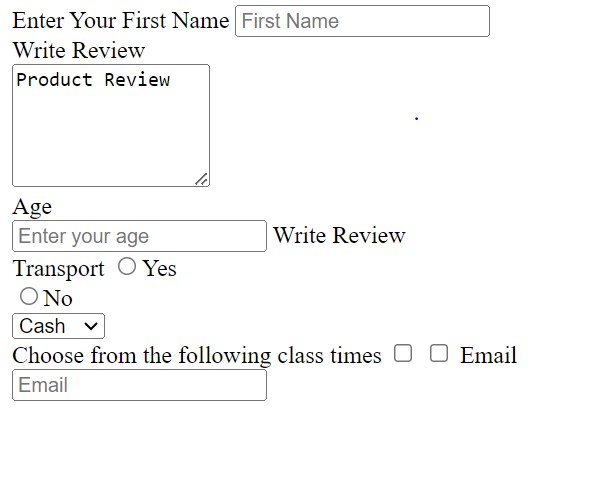 Enter Your First Name First Name
Write Review
Product Review
Age
Enter your age Write Review
Transport Yes
No
Cash
Choose from the following class times Email
Email